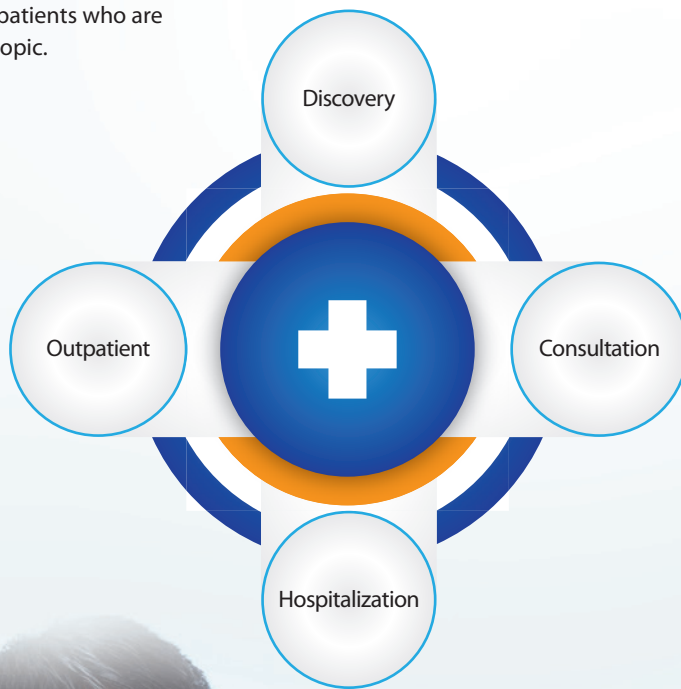 patients who are
opic.
Discovery
Outpatient
Consultation
Hospitalization